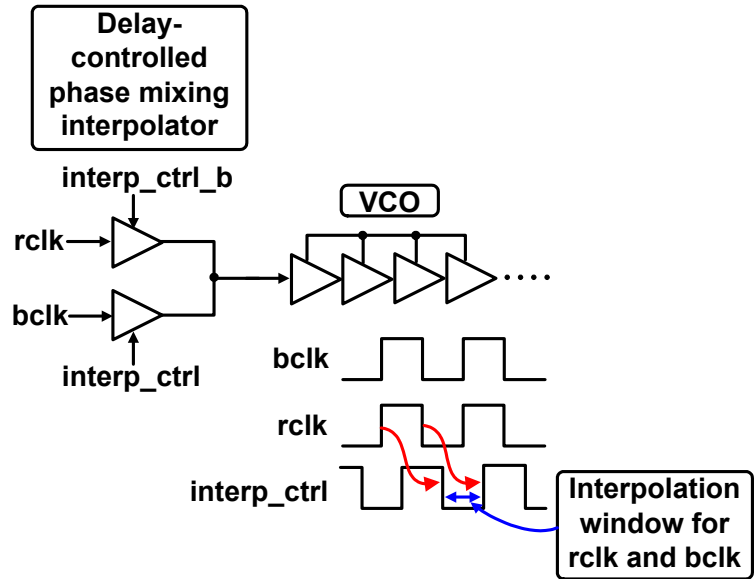 Delay-
controlled
phase mixing
interpolator
interp_ctrl_b
VCO
rclk
bclk
interp_ctrl
bclk
rclk
interp_ctrl
Interpolation
window for
rclk and bclk